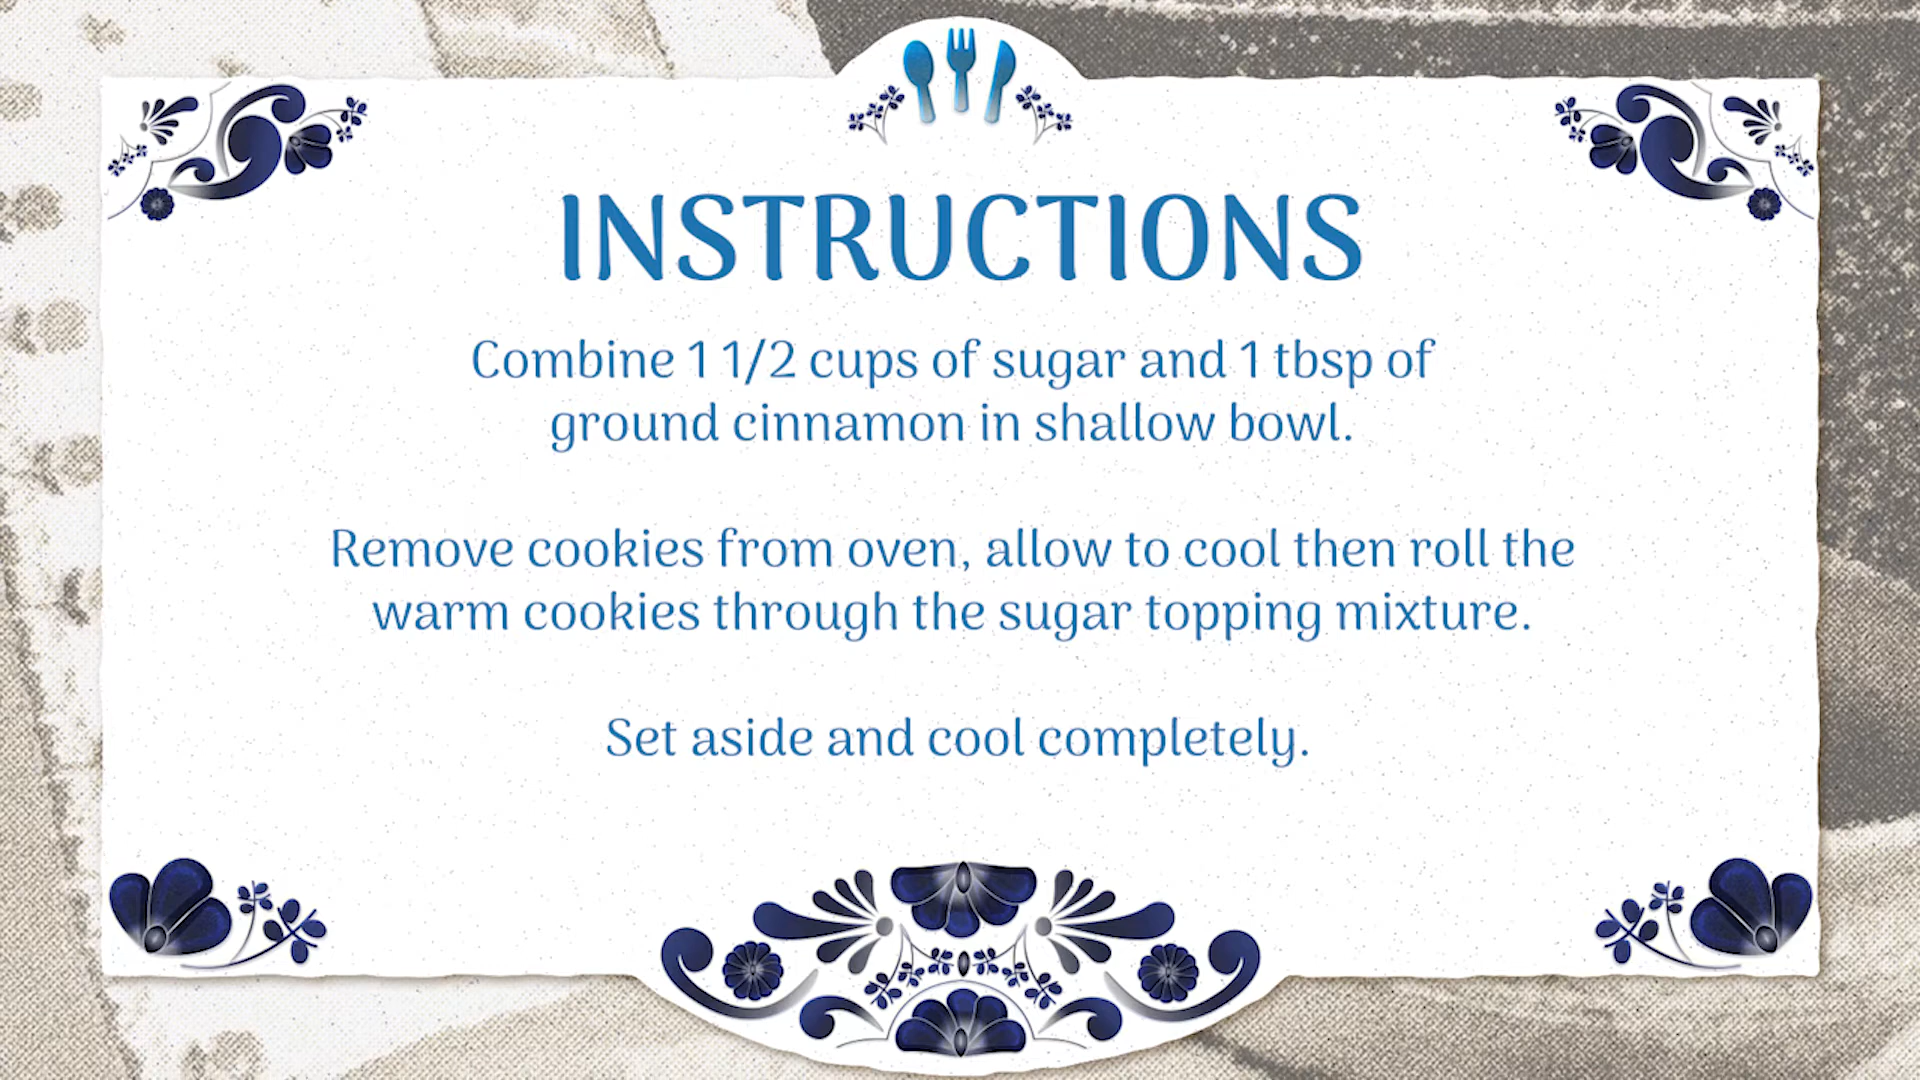 INSTRUCTIONS
Combine 1 1/2 cups of sugar and 1 tbsp of
ground cinnamon in shallow bowl.
Remove cookies from oven, allow to cool then roll the
warm cookies through the sugar topping mixture.
Set aside and cool completely.